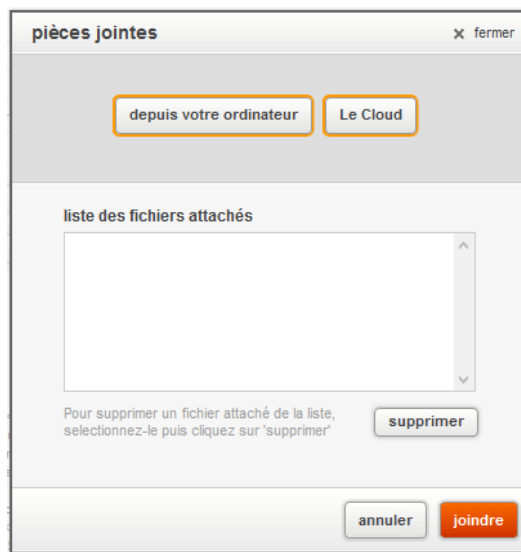 pièces jointes
× fermer
depuis votre ordinateur
Le Cloud
liste des fichiers attachés
Pour supprimer un fichier attaché de la liste,
selectionnez-le puis cliquez sur 'supprimer'
supprimer
annuler
joindre